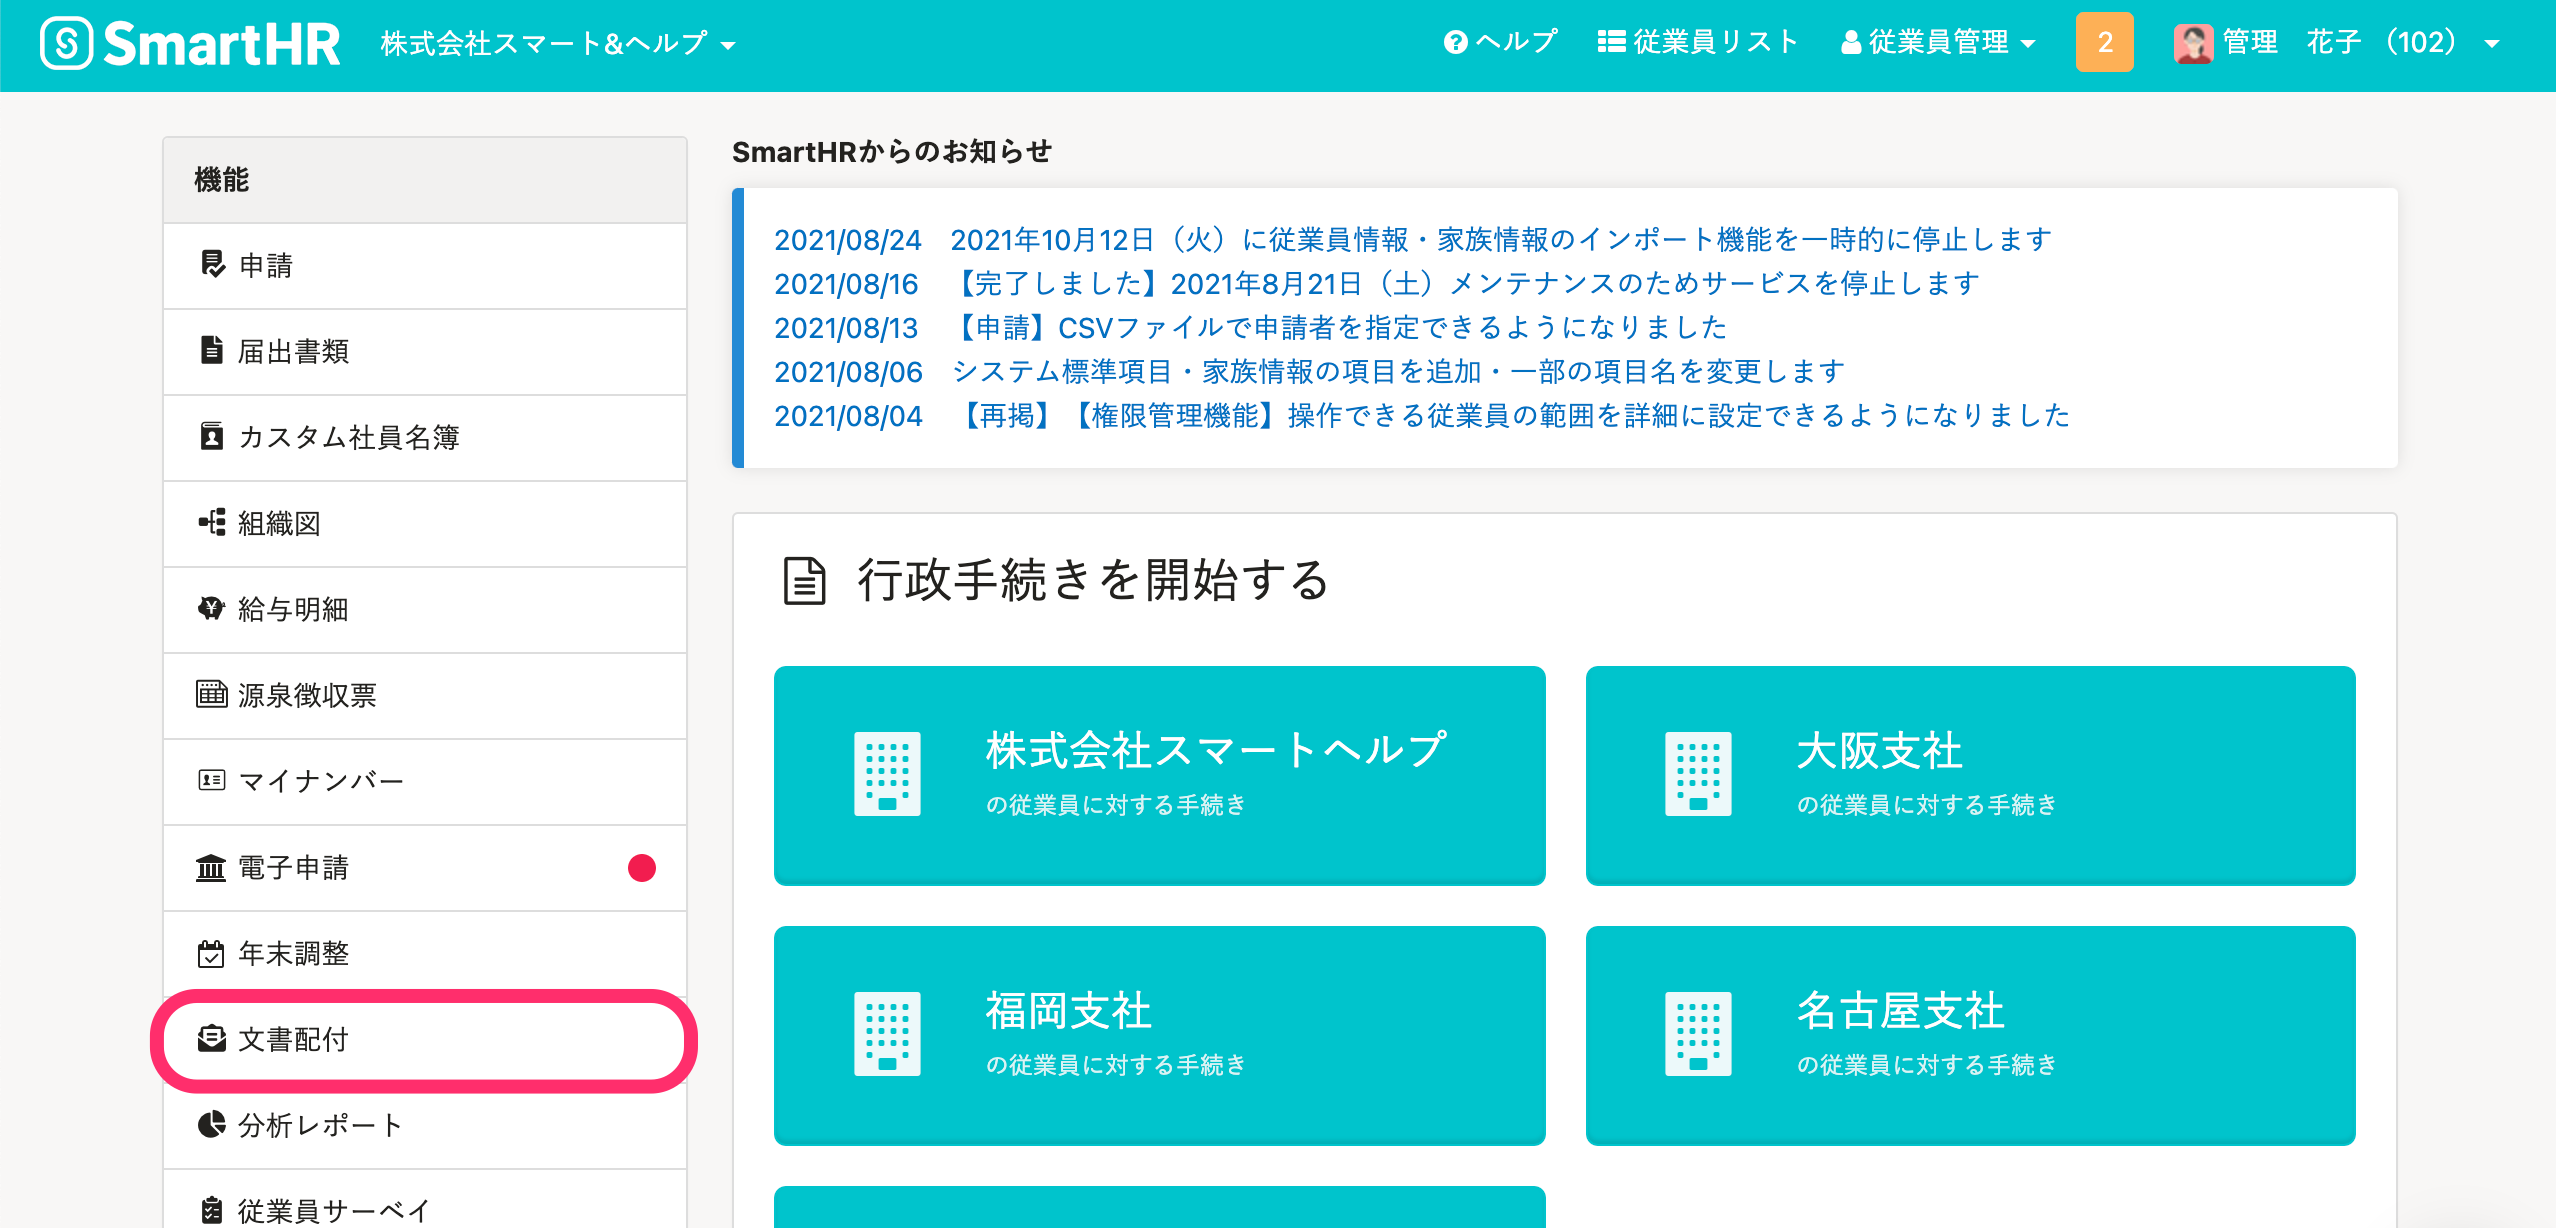 SmartHR 株式会社スマート&ヘルプ ヘルプ 従業員リスト 従業員管理 2 管理 花子 (102)
機能
申請
届出書類
カスタム社員名簿
組織図
給与明細
源泉徴収票
マイナンバー
電子申請
年末調整
文書配付
分析レポート
従業員サーベイ
SmartHRからのお知らせ
2021/08/24 2021年10月12日（火）に従業員情報・家族情報のインポート機能を一時的に停止します
2021/08/16 【完了しました】2021年8月21日（土）メンテナンスのためサービスを停止します
2021/08/13 【申請】CSVファイルで申請者を指定できるようになりました
2021/08/06 システム標準項目・家族情報の項目を追加・一部の項目名を変更します
2021/08/04 【再掲】【権限管理機能】操作できる従業員の範囲を詳細に設定できるようになりました
行政手続きを開始する
株式会社スマートヘルプ
の従業員に対する手続き
大阪支社
の従業員に対する手続き
福岡支社
の従業員に対する手続き
名古屋支社
の従業員に対する手続き